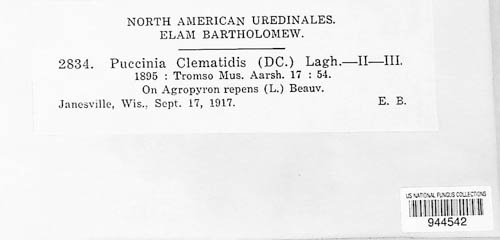 NORTH AMERICAN UREDINALES.
ELAM BARTHOLOMEW.
2834. Puccinia Clematidis (DC.) Lagh.—II—III.
1895 : Tromso Mus. Aarsh. 17 : 54.
On Agropyron repens (L.) Beauv.
Janesville, Wis., Sept. 17, 1917. E. B.
US NATIONAL FUNGUS COLLECTIONS
944542